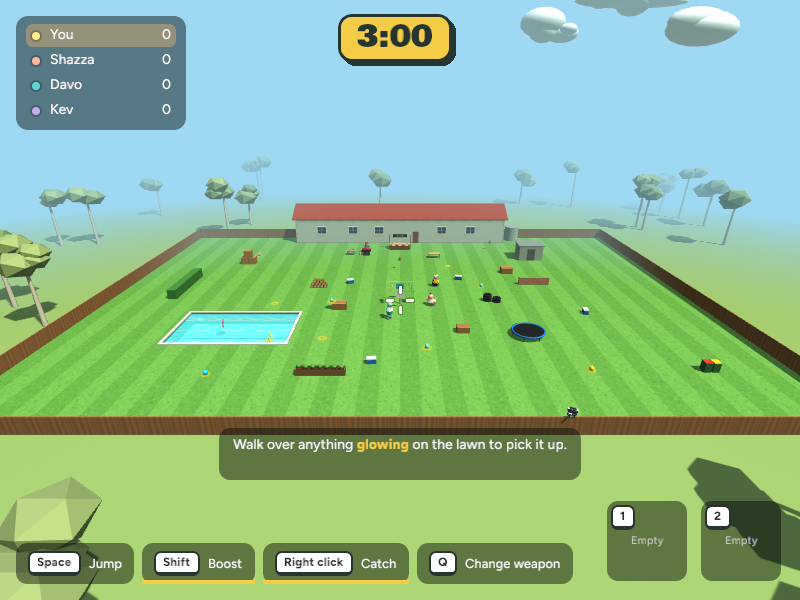 You 0
Shazza 0
Davo 0
Kev 0
3:00
Walk over anything glowing on the lawn to pick it up.
1
Empty
2
Empty
Space Jump
Shift Boost
Right click Catch
Q Change weapon